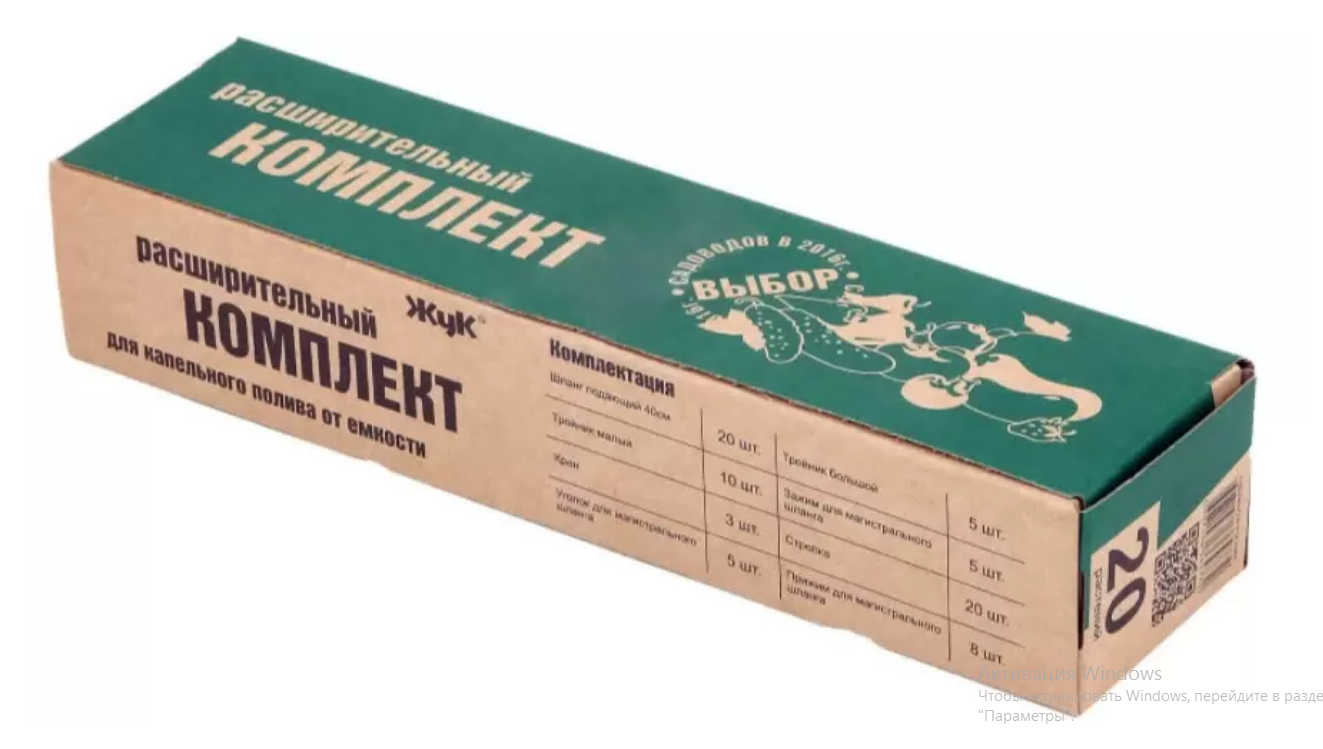 расширительный
КОМПЛЕКТ
САДОВОДОВ В 2016г.
ВЫБОР
расширительный
КОМПЛЕКТ
Жук
для капельного полива от емкости
Комплектация
Шланг подающий 40см
20 шт.
Тройник малый
10 шт.
Кран
3 шт.
Уголок для магистрального
шланга
5 шт.
Тройник большой
5 шт.
Зажим для магистрального
шланга
5 шт.
Стрелка
20 шт.
Прижим для магистрального
шланга
8 шт.
20
растений
Активация Windows
Чтобы активировать Windows, перейдите в разде
"Параметры".